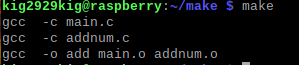 kig2929kig@raspberry:~/make $ make
gcc  -c main.c
gcc  -c addnum.c
gcc  -o add main.o addnum.o